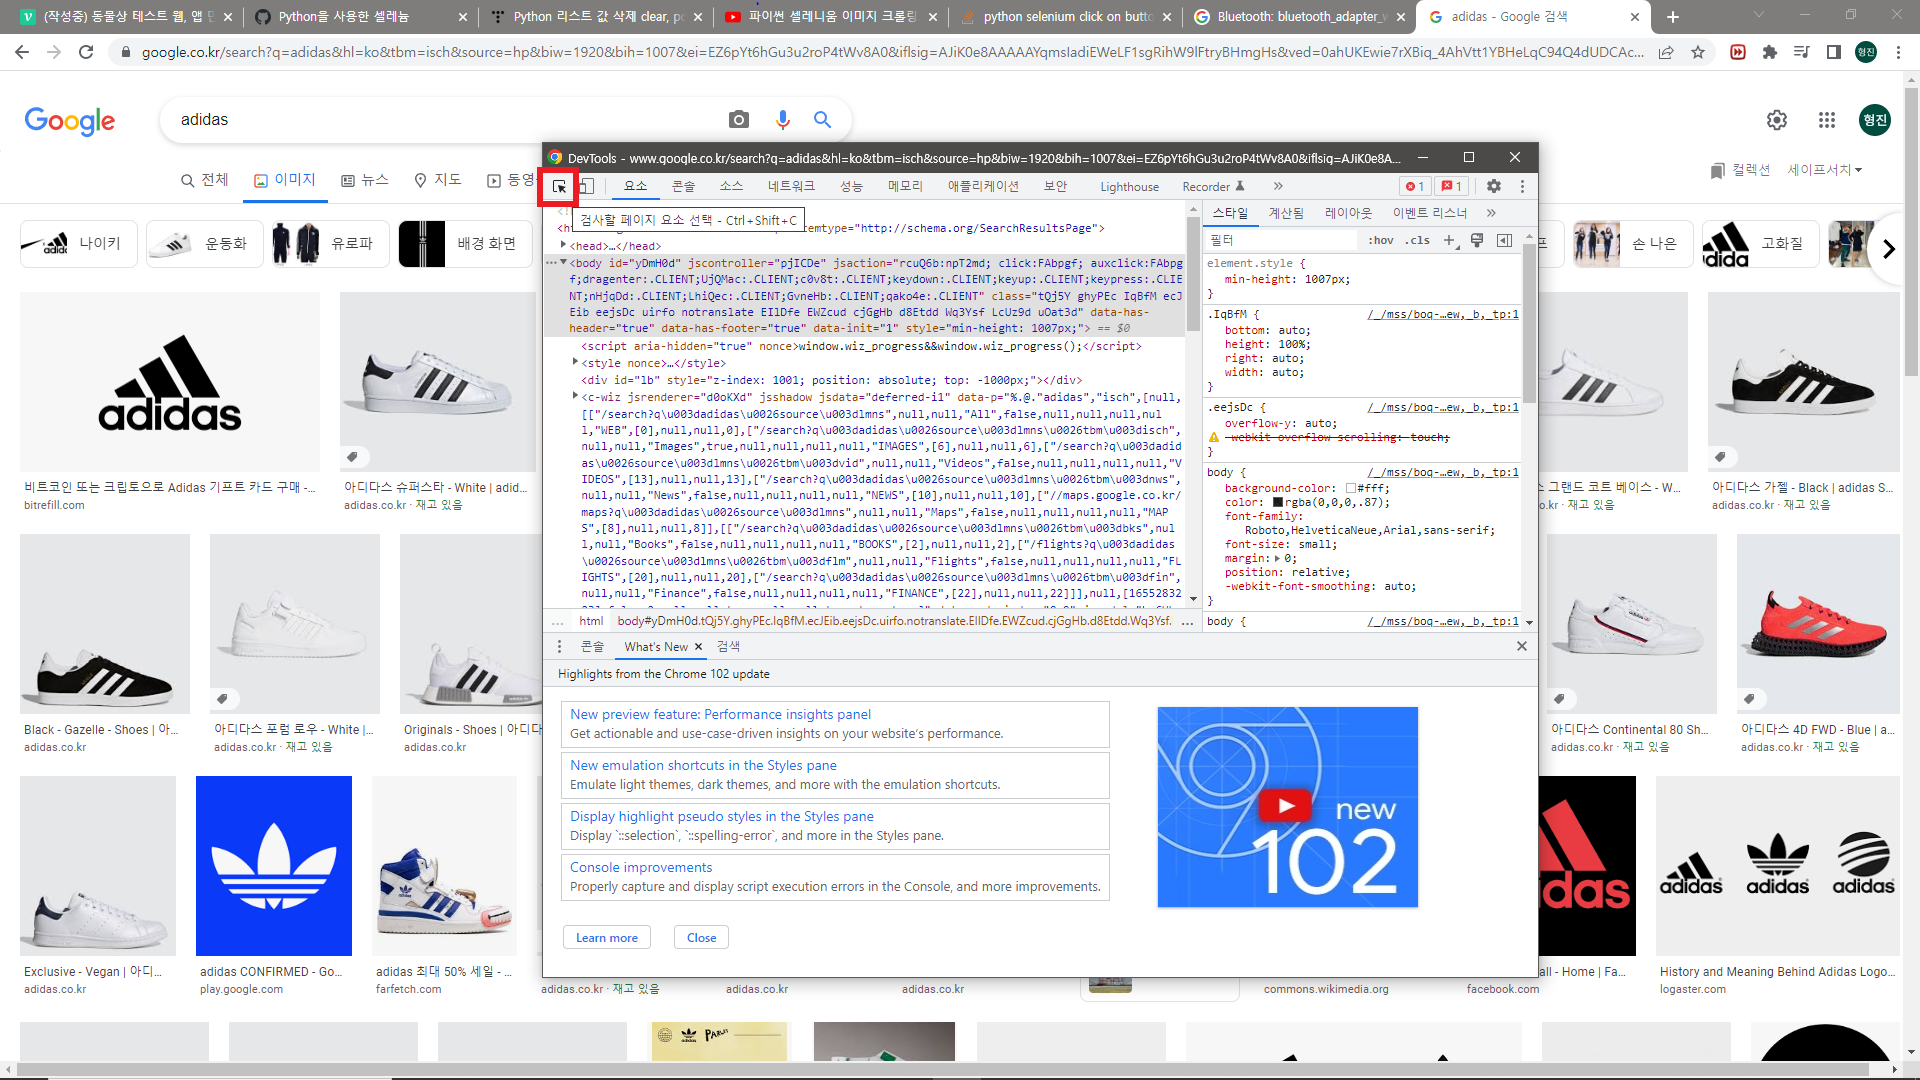 (작성중) 동물상 테스트 웹, 앱 만
Python을 사용한 셀레늄
Python 리스트 값 삭제 clear, po
파이썬 셀레니움 이미지 크롤링
python selenium click on butto
Bluetooth: bluetooth_adapter_w
adidas - Google 검색
google.co.kr/search?q=adidas&hl=ko&tbm=isch&source=hp&biw=1920&bih=1007&ei=EZ6pYt6hGu3u2roP4tWv8A0&iflsig=AJiK0e8AAAAAYqmsIadiEWeLF1sgRihW9lFtryBHmgHs&ved=0ahUKEwie7rXBiq_4AhVtt1YBHeLqC94Q4dUDCAc...
형진
Google
adidas
형진
전체 이미지 뉴스 지도 동영
컬렉션 세이프서치
나이키 운동화 유로파 배경 화면
손 나은 고화질
DevTools - www.google.co.kr/search?q=adidas&hl=ko&tbm=isch&source=hp&biw=1920&bih=1007&ei=EZ6pYt6hGu3u2roP4tWv8A0&iflsig=AJiK0e8A...
요소 콘솔 소스 네트워크 성능 메모리 애플리케이션 보안 Lighthouse Recorder 1 1
검사할 페이지 요소 선택 - Ctrl+Shift+C
emtype="http://schema.org/SearchResultsPage">
<head>…</head>
<body id="yDmH0d" jscontroller="pjICDe" jsaction="rcuQ6b:npT2md; click:FAbpgf; auxclick:FAbpg
f;dragenter:.CLIENT;UjQMac:.CLIENT;c0v8t:.CLIENT;keydown:.CLIENT;keyup:.CLIENT;keypress:.CLI
ENT;nHjqDd:.CLIENT;LhiQec:.CLIENT;GvneHb:.CLIENT;qako4e:.CLIENT" class="tQj5Y ghyPEc IqBfM ecJ
Eib eejsDc uirfo notranslate EIlDfe EWZcud cjGgHb d8Etdd Wq3Ysf LcUz9d uOat3d" data-has-
header="true" data-has-footer="true" data-init="1" style="min-height: 1007px;"> == $0
<script aria-hidden="true" nonce>window.wiz_progress&&window.wiz_progress();</script>
<style nonce>…</style>
<div id="lb" style="z-index: 1001; position: absolute; top: -1000px;"></div>
<c-wiz jsrenderer="d0oKXd" jsshadow jsdata="deferred-i1" data-p="%.@."adidas","isch",[null,
[["/search?q\u003dadidas\u0026source\u003dlmns",null,null,"All",false,null,null,null,nul
l,"WEB",[0],null,null,0],["/search?q\u003dadidas\u0026source\u003dlmns\u0026tbm\u003disch",
null,null,"Images",true,null,null,null,null,"IMAGES",[6],null,null,6],["/search?q\u003dadid
as\u0026source\u003dlmns\u0026tbm\u003dvid",null,null,"Videos",false,null,null,null,null,"V
IDEOS",[13],null,null,13],["/search?q\u003dadidas\u0026source\u003dlmns\u0026tbm\u003dnws",
null,null,"News",false,null,null,null,null,"NEWS",[10],null,null,10],["//maps.google.co.kr/
maps?q\u003dadidas\u0026source\u003dlmns",null,null,"Maps",false,null,null,null,null,"MAP
S",[8],null,null,8]],[["/search?q\u003dadidas\u0026source\u003dlmns\u0026tbm\u003dbks",nu
ll,null,"Books",false,null,null,null,null,"BOOKS",[2],null,null,2],["/flights?q\u003dadidas
\u0026source\u003dlmns\u0026tbm\u003dflm",null,null,"Flights",false,null,null,null,null,"FL
IGHTS",[20],null,null,20],["/search?q\u003dadidas\u0026source\u003dlmns\u0026tbm\u003dfin",
null,null,"Finance",false,null,null,null,null,"FINANCE",[22],null,null,22]]],null,[16552832
html body#yDmH0d.tQj5Y.ghyPEc.IqBfM.ecJEib.eejsDc.uirfo.notranslate.EIlDfe.EWZcud.cjGgHb.d8Etdd.Wq3Ysf. ...
스타일 계산됨 레이아웃 이벤트 리스너
필터 :hov .cls
element.style {
min-height: 1007px;
}
.IqBfM { /_/mss/boq-…ew,_b,_tp:1
bottom: auto;
height: 100%;
right: auto;
width: auto;
}
.eejsDc { /_/mss/boq-…ew,_b,_tp:1
overflow-y: auto;
-webkit-overflow-scrolling: touch;
}
body { /_/mss/boq-…ew,_b,_tp:1
background-color: #fff;
color: rgba(0,0,0,.87);
font-family:
Roboto,HelveticaNeue,Arial,sans-serif;
font-size: small;
margin: 0;
position: relative;
-webkit-font-smoothing: auto;
}
body { /_/mss/boq-…ew,_b,_tp:1
콘솔 What's New 검색
Highlights from the Chrome 102 update
New preview feature: Performance insights panel
Get actionable and use-case-driven insights on your website's performance.
New emulation shortcuts in the Styles pane
Emulate light themes, dark themes, and more with the emulation shortcuts.
Display highlight pseudo styles in the Styles pane
Display `::selection`, `::spelling-error`, and more in the Styles pane.
Console improvements
Properly capture and display script execution errors in the Console, and more improvements.
Learn more Close
new
102
adidas
비트코인 또는 크립토으로 Adidas 기프트 카드 구매 -...
bitrefill.com
아디다스 슈퍼스타 - White | adid...
adidas.co.kr · 재고 있음
스 그랜드 코트 베이스 - W...
o.kr · 재고 있음
아디다스 가젤 - Black | adidas S...
adidas.co.kr · 재고 있음
Black - Gazelle - Shoes | 아...
adidas.co.kr
아디다스 포럼 로우 - White |...
adidas.co.kr · 재고 있음
Originals - Shoes | 아디다
adidas.co.kr
아디다스 Continental 80 Sh...
adidas.co.kr · 재고 있음
아디다스 4D FWD - Blue | a...
adidas.co.kr · 재고 있음
Exclusive - Vegan | 아디...
adidas.co.kr
adidas CONFIRMED - Go...
play.google.com
adidas 최대 50% 세일 - ...
farfetch.com
adidas.co.kr · 재고 있음
adidas.co.kr
adidas.co.kr
commons.wikimedia.org
idas
all - Home | Fa...
facebook.com
adidas adidas adidas
History and Meaning Behind Adidas Logo...
logaster.com
PARLEY